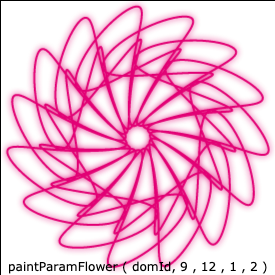 paintParamFlower ( domId, 9 , 12 , 1 , 2 )